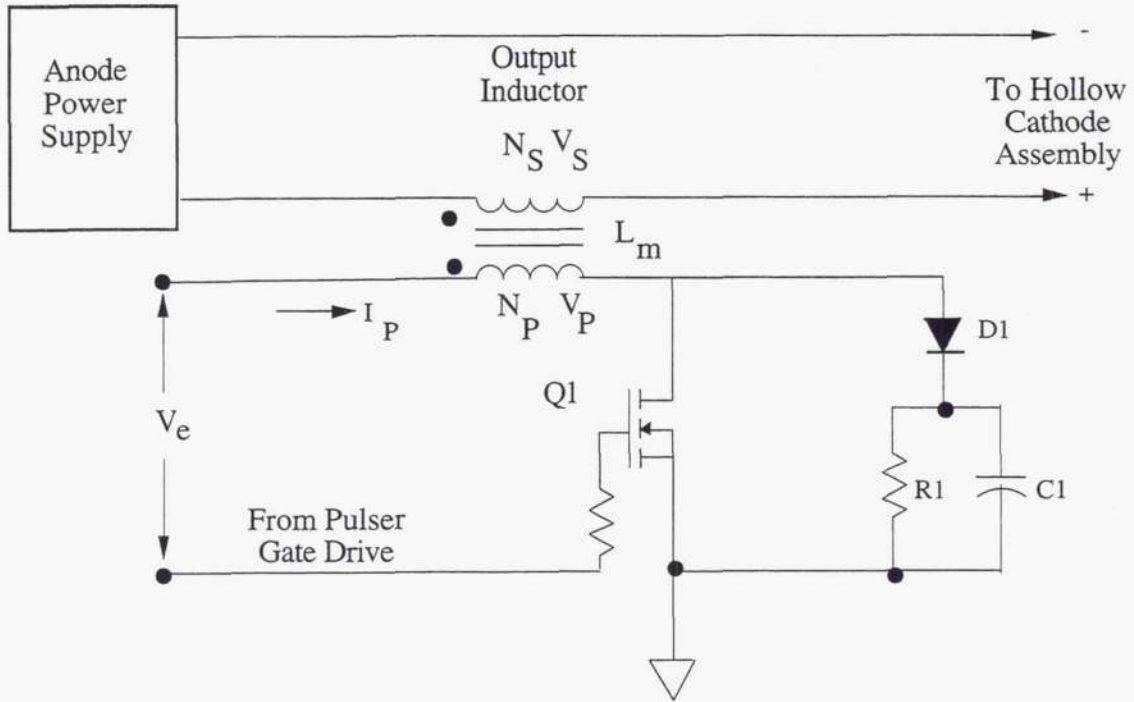 -
Anode
Power
Supply
Output
Inductor
To Hollow
Cathode
Assembly
N_S V_S
+
L_m
I_P
N_P V_P
D1
Q1
V_e
R1
C1
From Pulser
Gate Drive